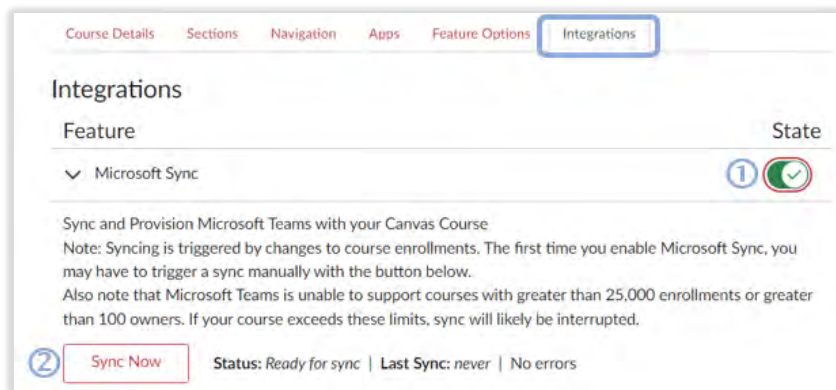 Course Details Sections Navigation Apps Feature Options Integrations
Integrations
Feature State
Microsoft Sync 1
Sync and Provision Microsoft Teams with your Canvas Course
Note: Syncing is triggered by changes to course enrollments. The first time you enable Microsoft Sync, you
may have to trigger a sync manually with the button below.
Also note that Microsoft Teams is unable to support courses with greater than 25,000 enrollments or greater
than 100 owners. If your course exceeds these limits, sync will likely be interrupted.
2 Sync Now Status: Ready for sync | Last Sync: never | No errors